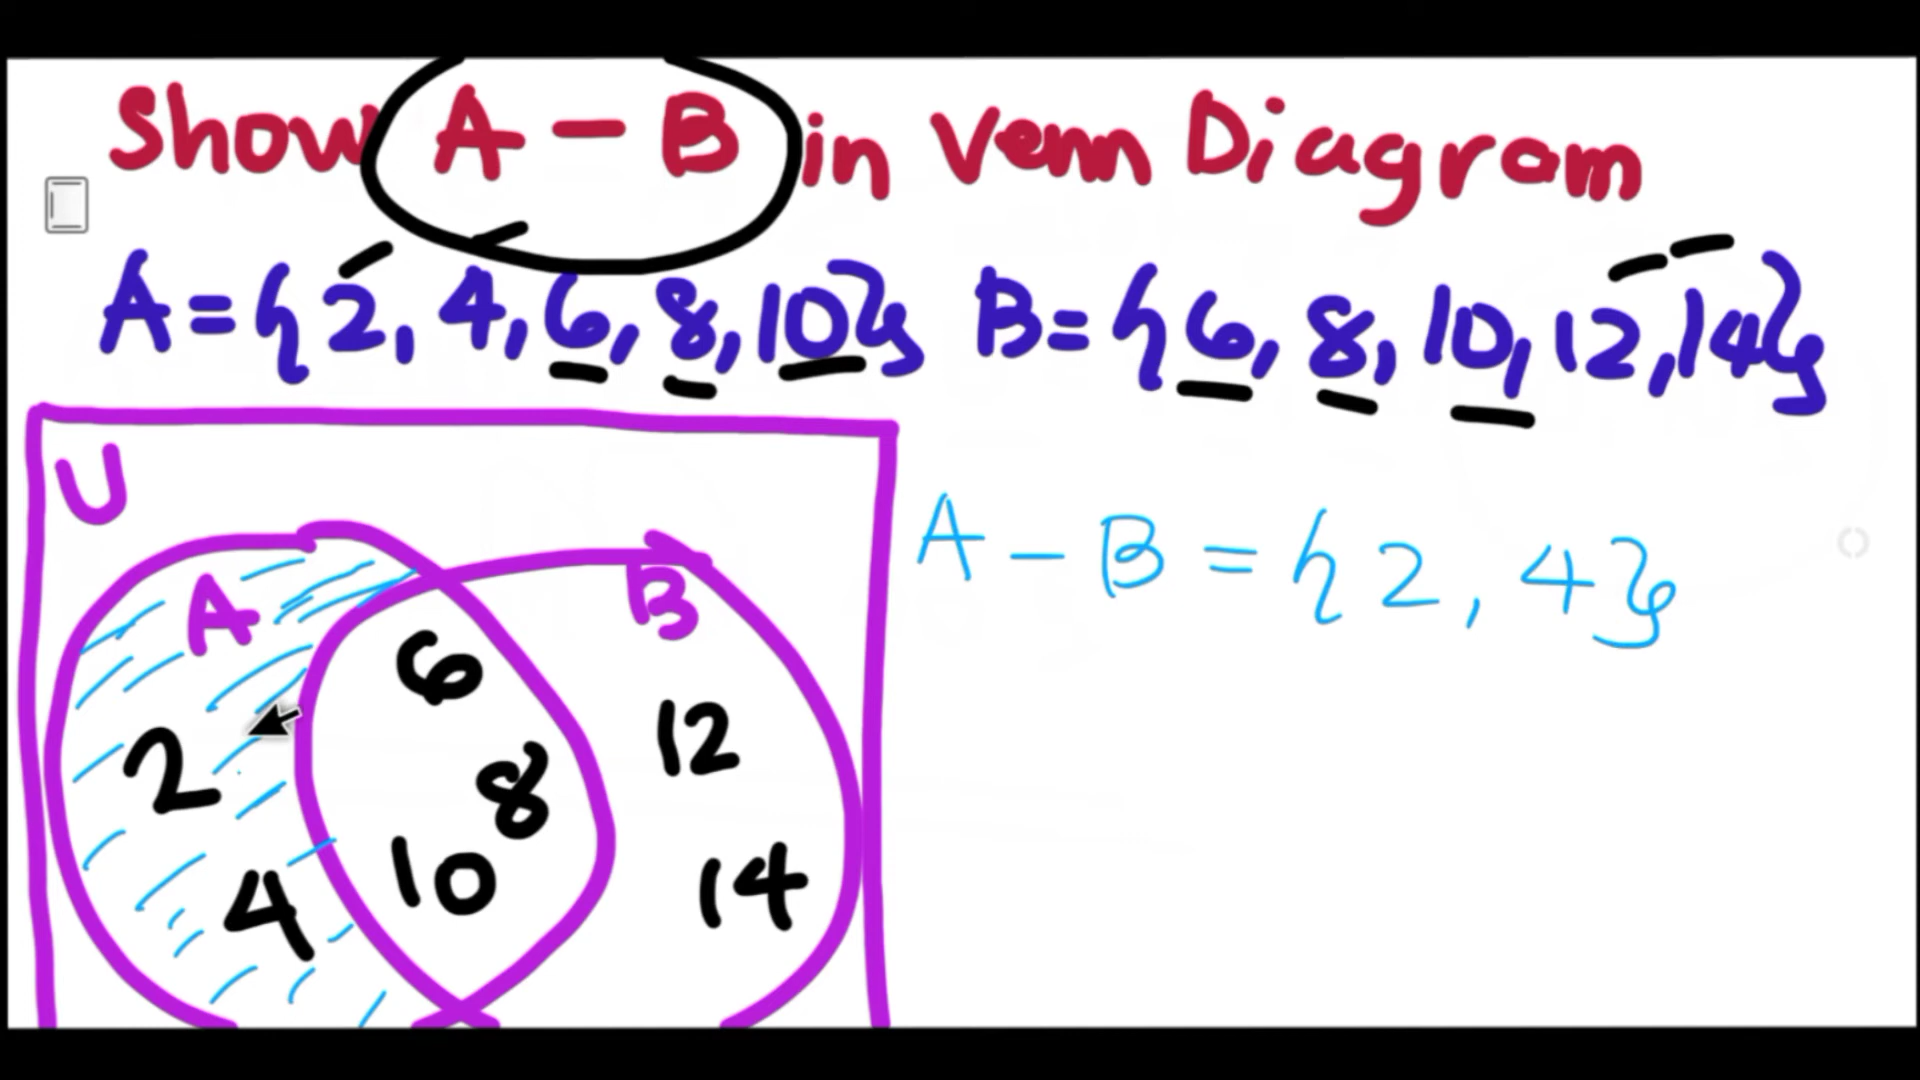 Show A - B in Venn Diagram
A = {2, 4, 6, 8, 10} B = {6, 8, 10, 12, 14}
U
A - B = {2, 4}
A B
6
2 8 12
4 10 14